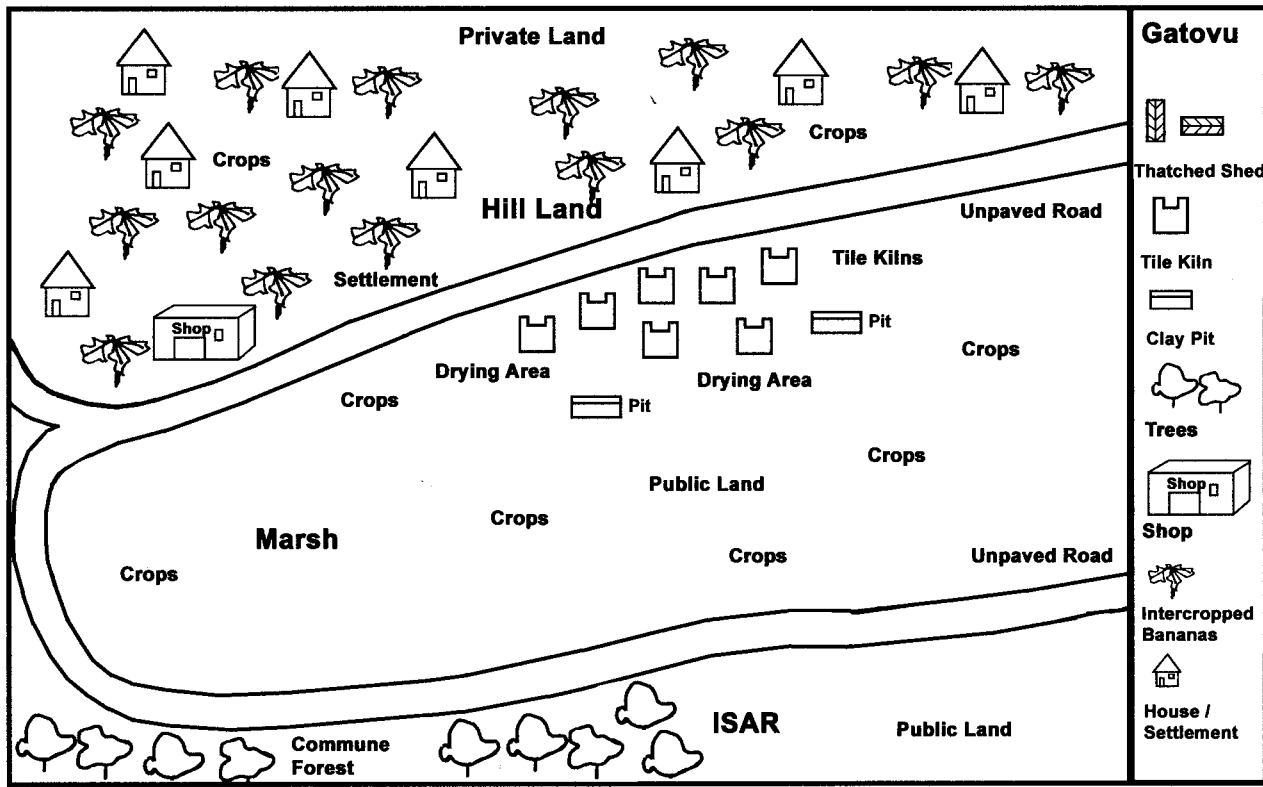 Private Land
Crops
Crops
Hill Land
Unpaved Road
Settlement
Tile Kilns
Shop
Pit
Crops
Drying Area
Drying Area
Crops
Pit
Crops
Public Land
Crops
Marsh
Crops
Unpaved Road
Crops
ISAR
Public Land
Commune
Forest
Gatovu
Thatched Shed
Tile Kiln
Clay Pit
Trees
Shop
Shop
Intercropped
Bananas
House /
Settlement